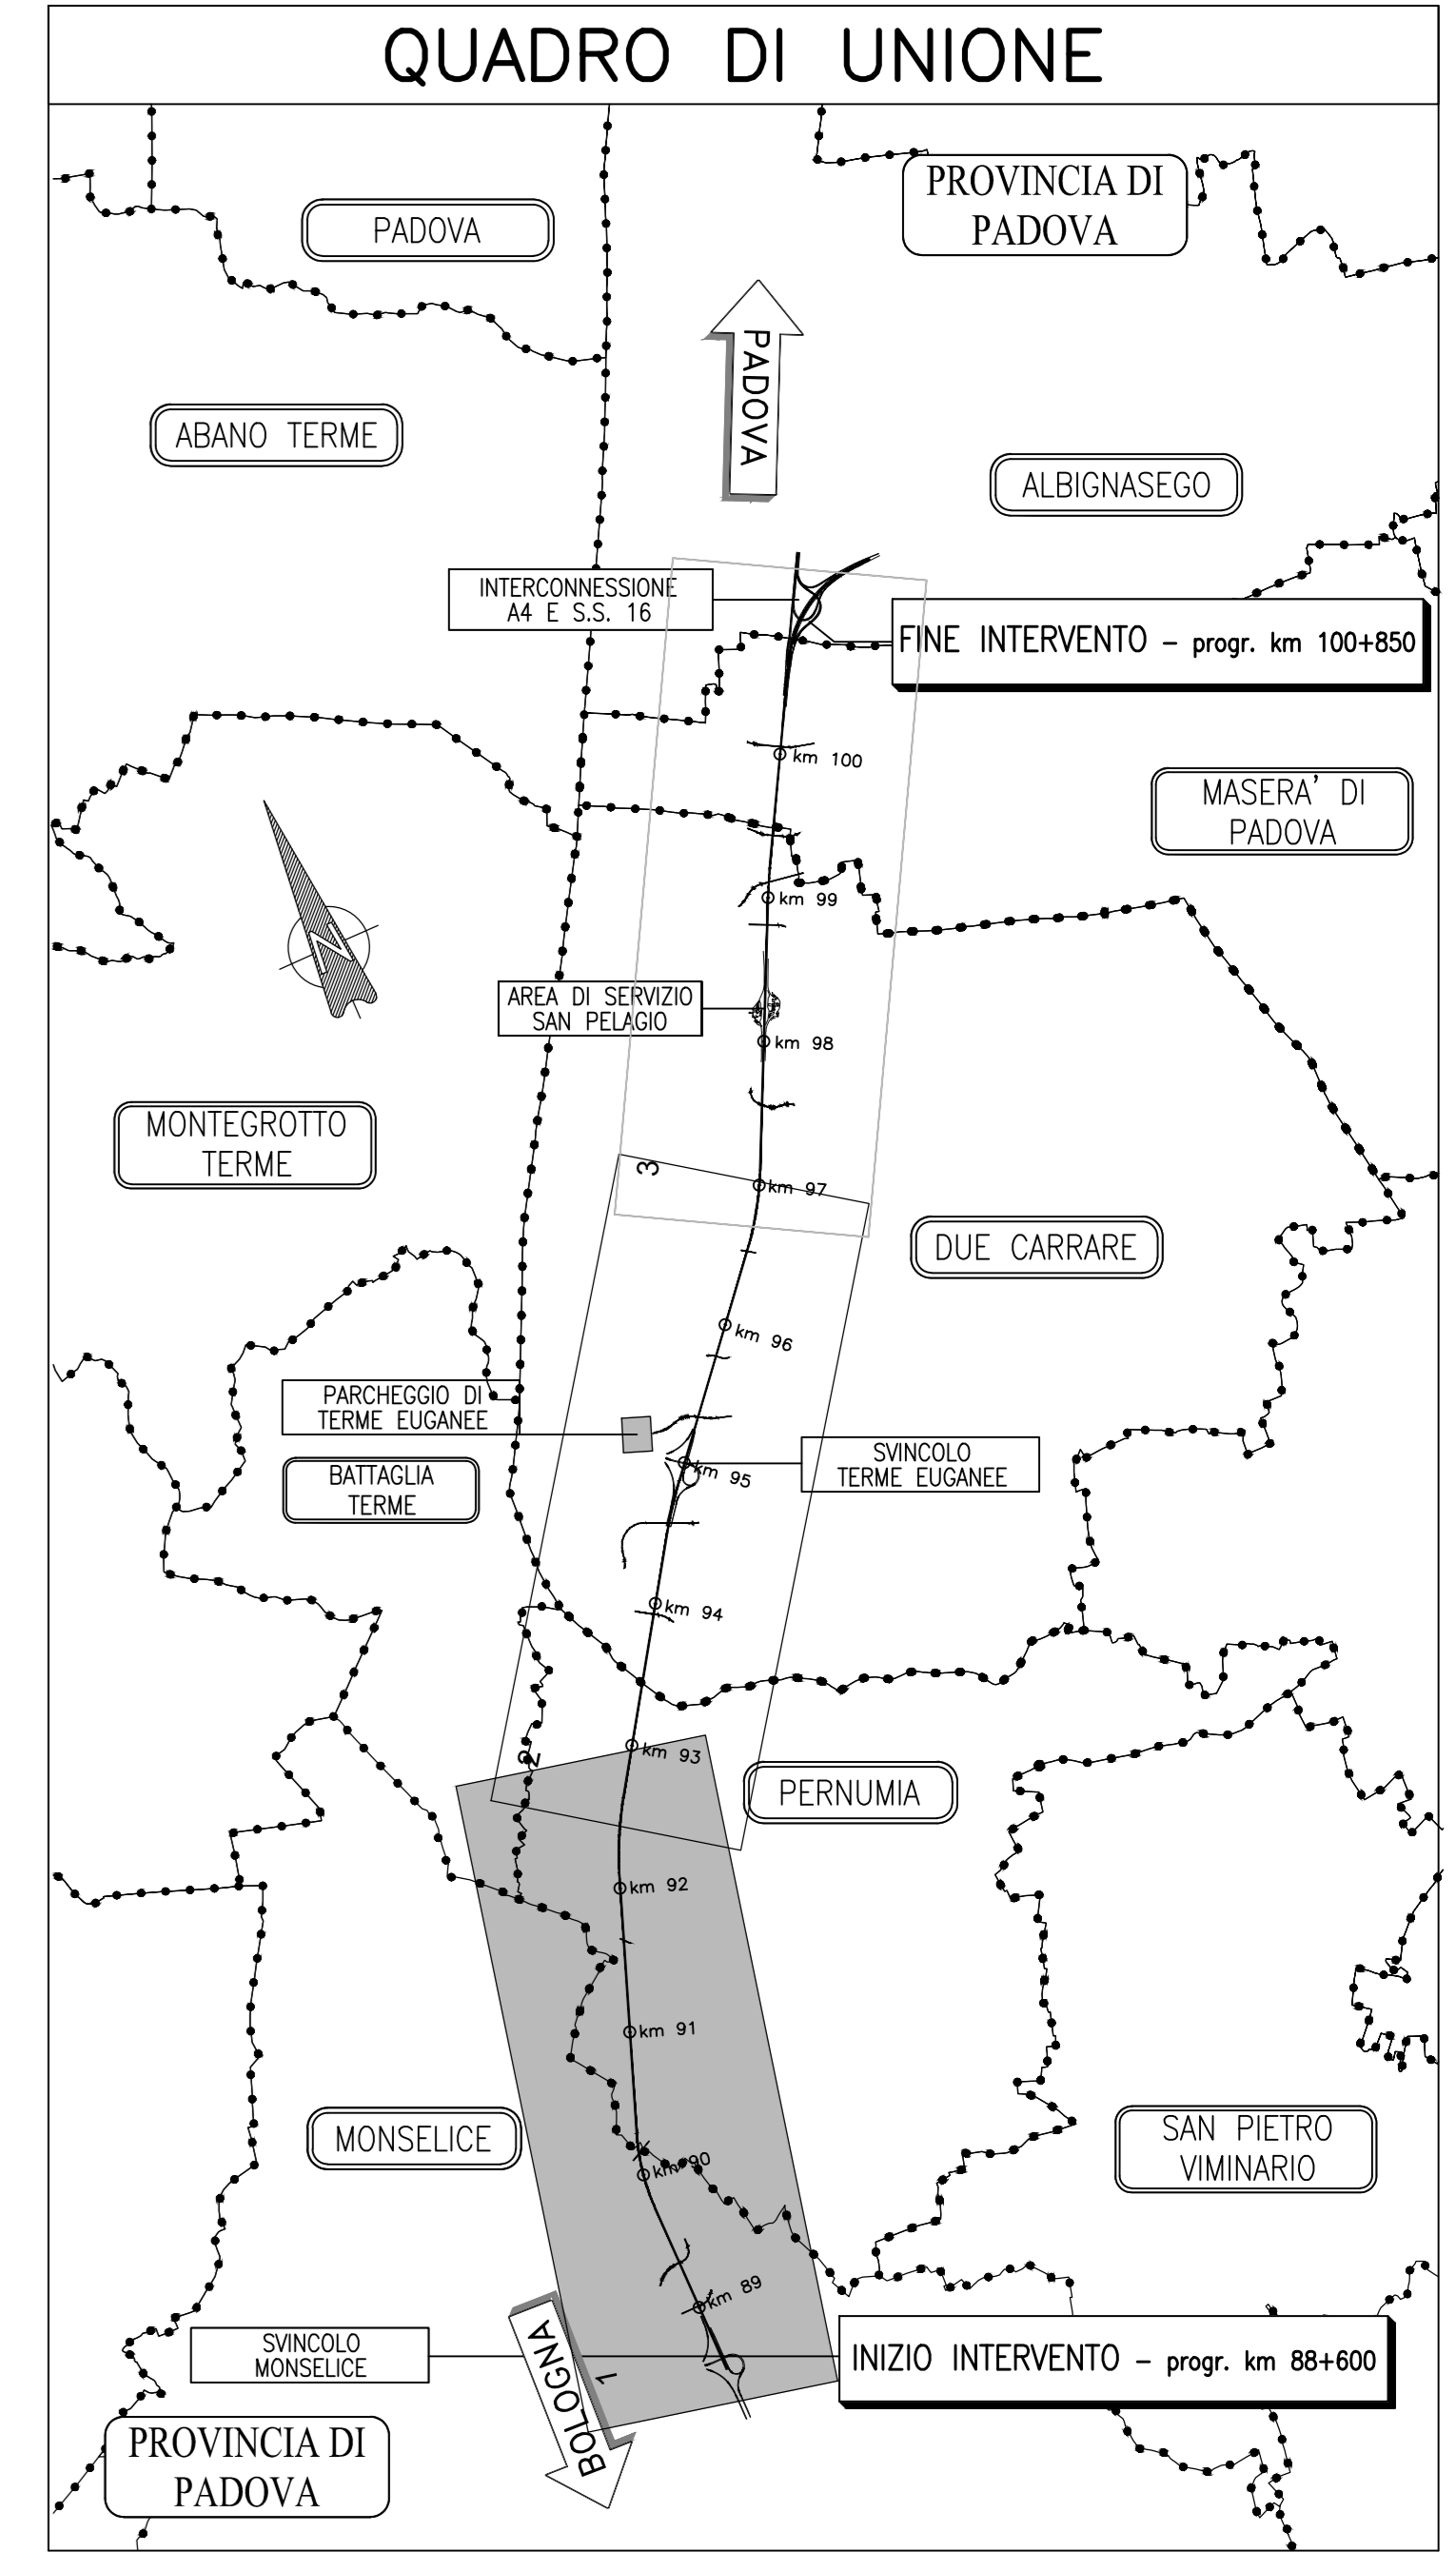 QUADRO DI UNIONE
PROVINCIA DI
PADOVA
PADOVA
PADOVA
ABANO TERME
ALBIGNASEGO
INTERCONNESSIONE
A4 E S.S. 16
FINE INTERVENTO – progr. km 100+850
km 100
MASERA' DI
PADOVA
km 99
N
AREA DI SERVIZIO
SAN PELAGIO
km 98
MONTEGROTTO
TERME
3
km 97
DUE CARRARE
km 96
PARCHEGGIO DI
TERME EUGANEE
SVINCOLO
TERME EUGANEE
km 95
BATTAGLIA
TERME
km 94
2
km 93
PERNUMIA
km 92
km 91
MONSELICE
km 90
SAN PIETRO
VIMINARIO
km 89
SVINCOLO
MONSELICE
BOLOGNA
1
INIZIO INTERVENTO – progr. km 88+600
PROVINCIA DI
PADOVA